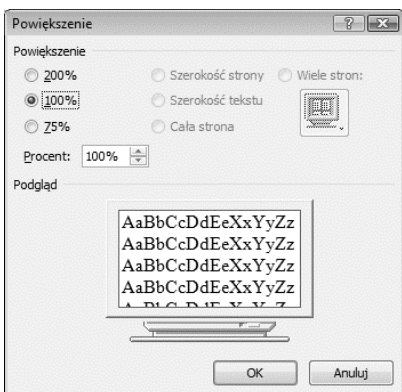 Powiększenie
Powiększenie
200% Szerokość strony Wiele stron:
100% Szerokość tekstu
75% Cała strona
Procent: 100%
Podgląd
AaBbCcDdEeXxYyZz
AaBbCcDdEeXxYyZz
AaBbCcDdEeXxYyZz
AaBbCcDdEeXxYyZz
OK Anuluj